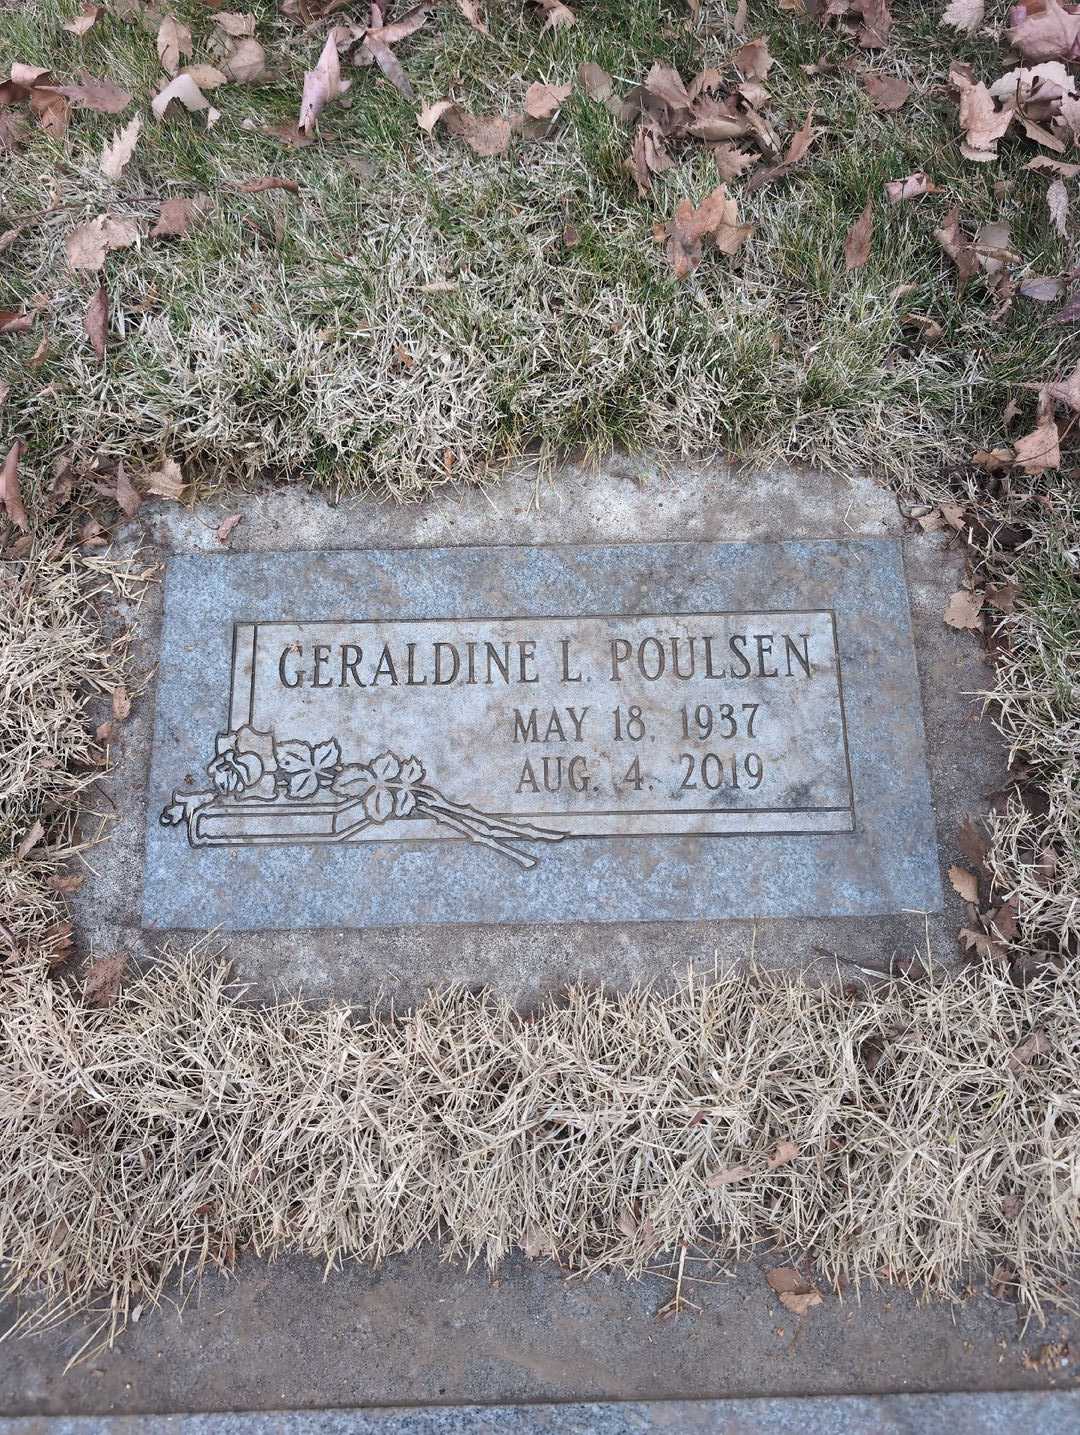 GERALDINE L. POULSEN
MAY 18, 1937
AUG. 4, 2019